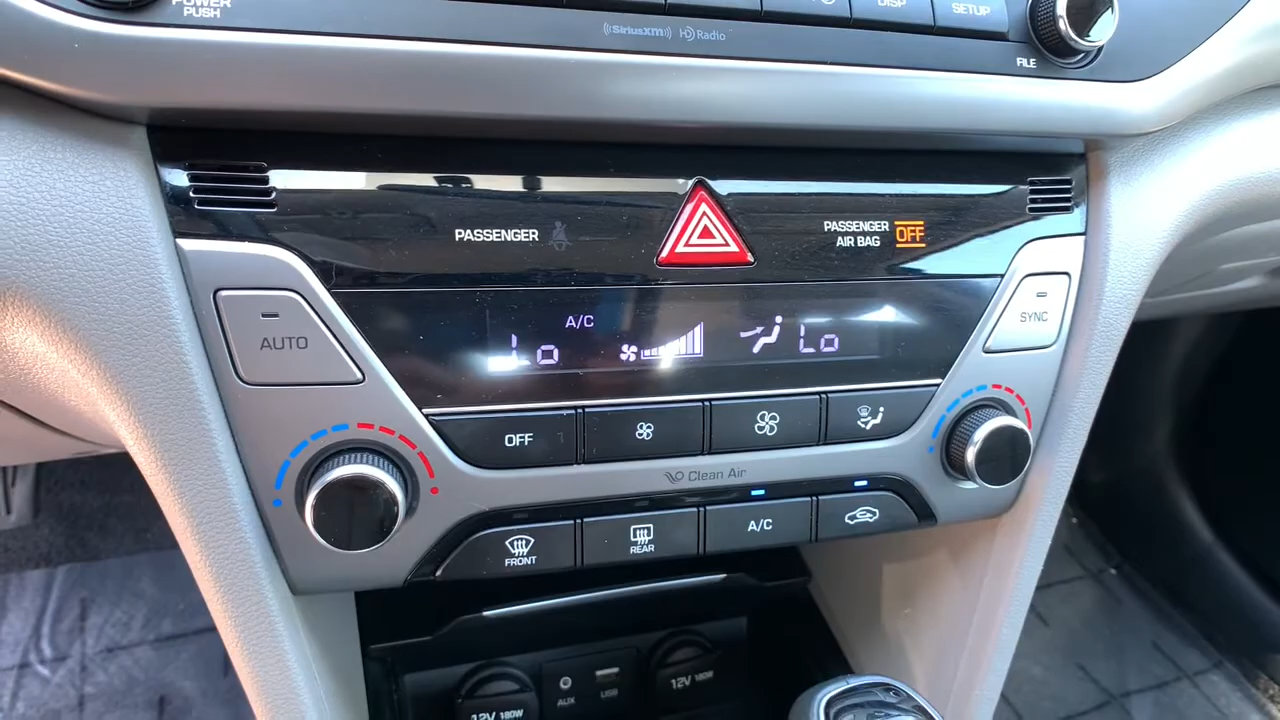 POWER
PUSH
DISP
SETUP
((SiriusXM))
HD Radio
FILE
PASSENGER
PASSENGER
AIR BAG
OFF
AUTO
A/C
Lo
Lo
SYNC
OFF
Clean Air
FRONT
REAR
A/C
12V 180W
AUX
USB
12V 180W